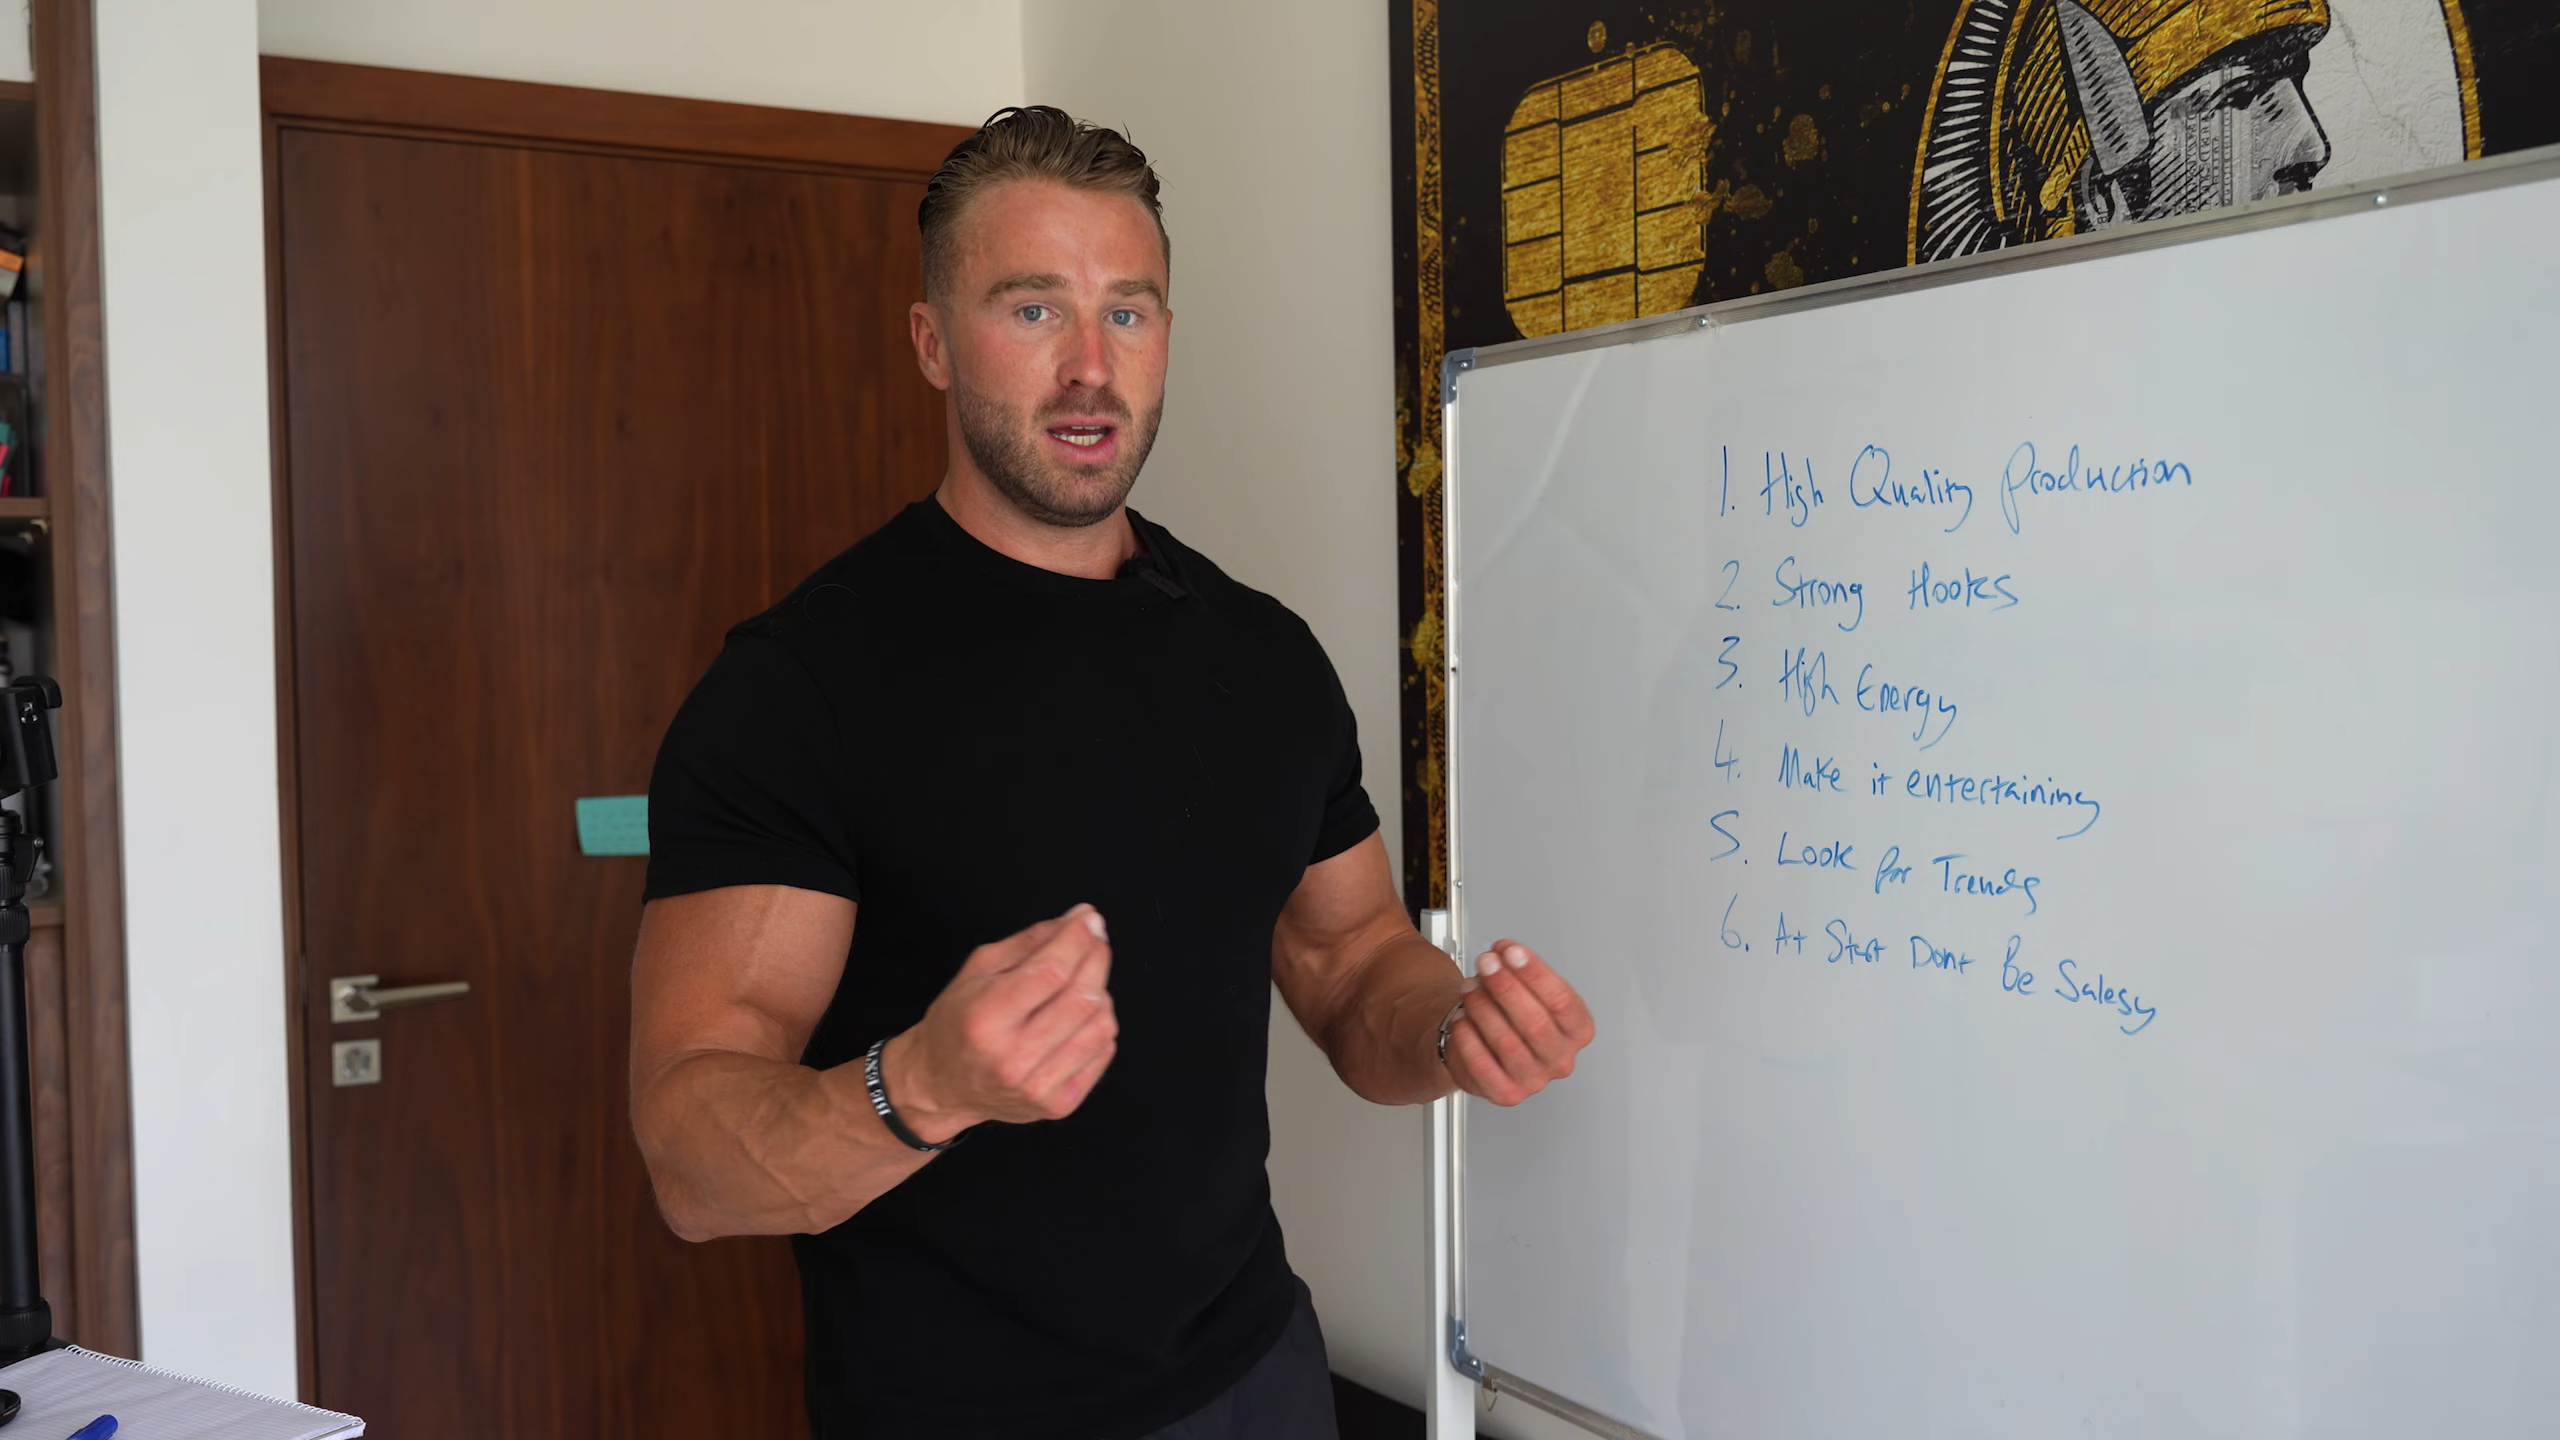 1. High Quality Production
2. Strong Hooks
3. High Energy
4. Make it entertaining
5. Look for Trends
6. At Start Dont Be Salesy